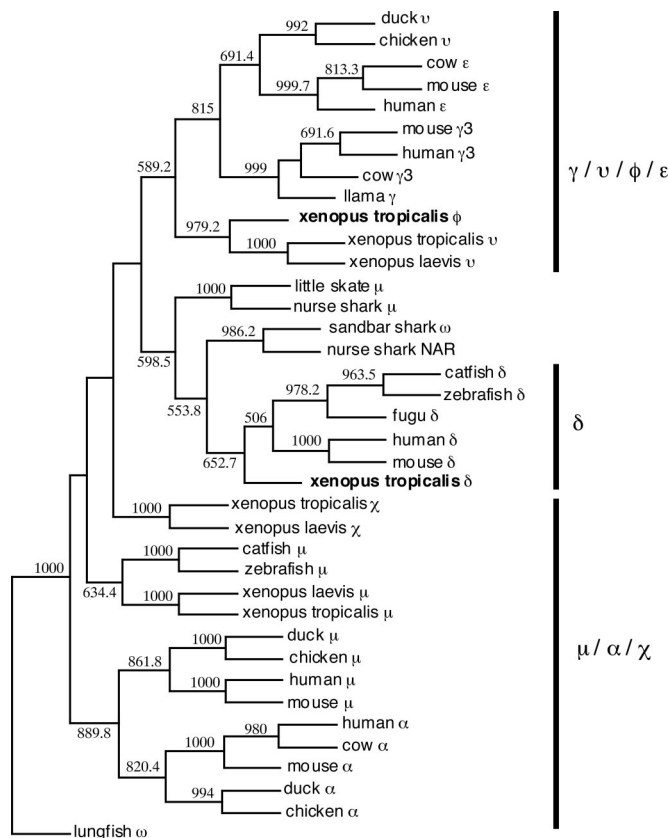 duck υ
992
chicken υ
691.4
cow ε
813.3
999.7
mouse ε
human ε
815
mouse γ3
691.6
human γ3
999
cow γ3
llama γ
γ / υ / φ / ε
589.2
xenopus tropicalis φ
979.2
xenopus tropicalis υ
1000
xenopus laevis υ
little skate μ
1000
nurse shark μ
sandbar shark ω
986.2
nurse shark NAR
598.5
catfish δ
963.5
978.2
zebrafish δ
553.8
fugu δ
506
δ
human δ
1000
mouse δ
652.7
xenopus tropicalis δ
xenopus tropicalis χ
1000
xenopus laevis χ
catfish μ
1000
zebrafish μ
1000
634.4
xenopus laevis μ
1000
xenopus tropicalis μ
duck μ
1000
861.8
chicken μ
μ / α / χ
human μ
1000
mouse μ
889.8
human α
980
1000
cow α
820.4
mouse α
duck α
994
chicken α
lungfish ω